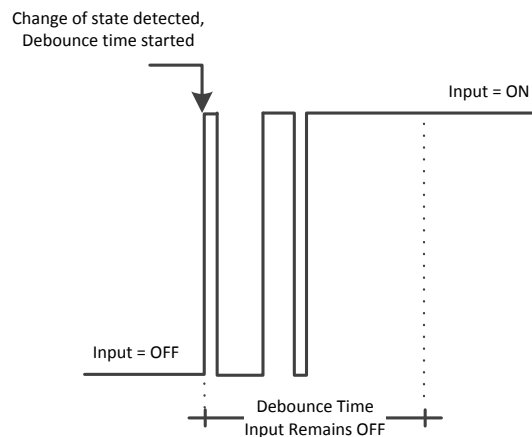 Change of state detected,
Debounce time started
Input = ON
Input = OFF
Debounce Time
Input Remains OFF